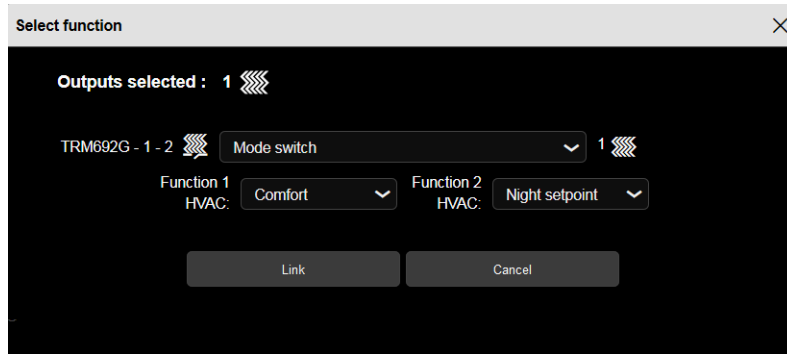 Select function
Outputs selected : 1
TRM692G - 1 - 2 Mode switch 1
Function 1 HVAC: Comfort Function 2 HVAC: Night setpoint
Link Cancel